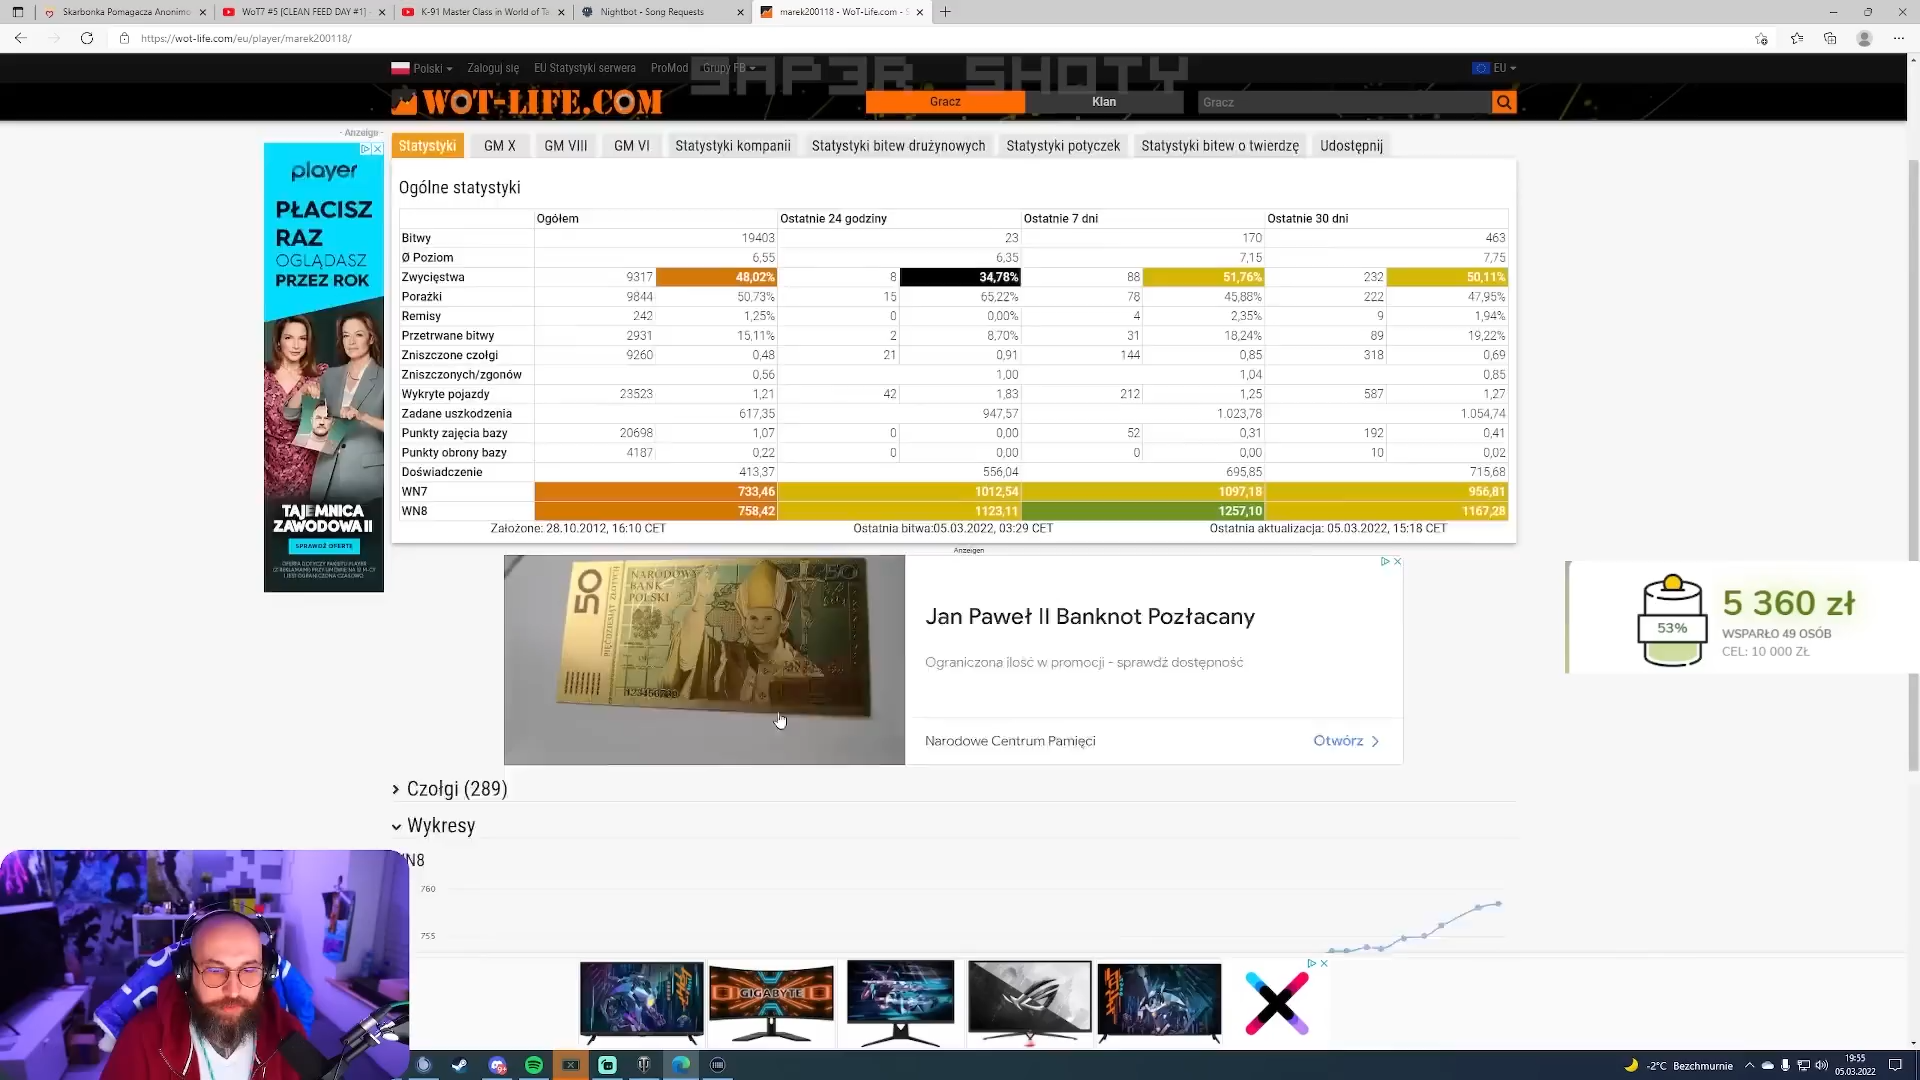 Skarbonka Pomagacza Anonimo
WoT7 #5 [CLEAN FEED DAY #1] -
K-91 Master Class in World of Ta
Nightbot - Song Requests
marek200118 - WoT-Life.com - S
https://wot-life.com/eu/player/marek200118/
Polski
Zaloguj się
EU Statystyki serwera
ProMod
Grupy FB
SAP3R SHOTY
EU
WOT-LIFE.COM
Gracz
Klan
Gracz
- Anzeige -
Statystyki
GM X
GM VIII
GM VI
Statystyki kompanii
Statystyki bitew drużynowych
Statystyki potyczek
Statystyki bitew o twierdzę
Udostępnij
player
PŁACISZ
RAZ
OGLĄDASZ
PRZEZ ROK
TAJEMNICA
ZAWODOWA II
SPRAWDŹ OFERTĘ
Ogólne statystyki
Ogółem Ostatnie 24 godziny Ostatnie 7 dni Ostatnie 30 dni
Bitwy 19403 23 170 463
Ø Poziom 6,55 6,35 7,15 7,75
Zwycięstwa 9317 48,02% 8 34,78% 88 51,76% 232 50,11%
Porażki 9844 50,73% 15 65,22% 78 45,88% 222 47,95%
Remisy 242 1,25% 0 0,00% 4 2,35% 9 1,94%
Przetrwane bitwy 2931 15,11% 2 8,70% 31 18,24% 89 19,22%
Zniszczone czołgi 9260 0,48 21 0,91 144 0,85 318 0,69
Zniszczonych/zgonów 0,56 1,00 1,04 0,85
Wykryte pojazdy 23523 1,21 42 1,83 212 1,25 587 1,27
Zadane uszkodzenia 617,35 947,57 1.023,78 1.054,74
Punkty zajęcia bazy 20698 1,07 0 0,00 52 0,31 192 0,41
Punkty obrony bazy 4187 0,22 0 0,00 0 0,00 10 0,02
Doświadczenie 413,37 556,04 695,85 715,68
WN7 733,46 1012,54 1097,18 956,81
WN8 758,42 1123,11 1257,10 1167,28
Założone: 28.10.2012, 16:10 CET
Ostatnia bitwa:05.03.2022, 03:29 CET
Ostatnia aktualizacja: 05.03.2022, 15:18 CET
Anzeigen
50
NARODOWY
BANK
POLSKI
50
123456789
Jan Paweł II Banknot Pozłacany
Ograniczona ilość w promocji - sprawdź dostępność
Narodowe Centrum Pamięci
Otwórz
53%
5 360 zł
WSPARŁO 49 OSÓB
CEL: 10 000 ZŁ
Czołgi (289)
Wykresy
N8
760
755
GIGABYTE
-2°C Bezchmurnie
19:55
05.03.2022